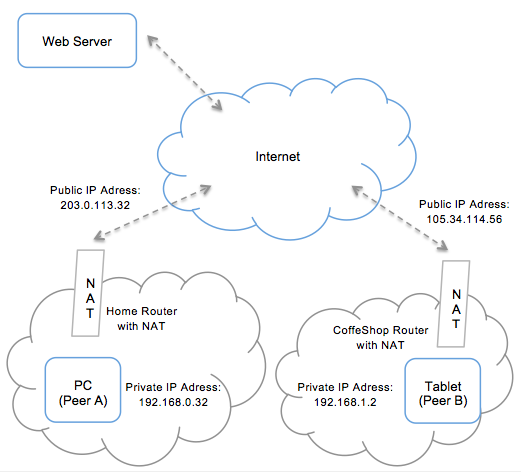 Web Server
Internet
Public IP Adress:
203.0.113.32
Public IP Adress:
105.34.114.56
N
A
T
Home Router
with NAT
PC
(Peer A)
Private IP Adress:
192.168.0.32
N
A
T
CoffeShop Router
with NAT
Private IP Adress:
192.168.1.2
Tablet
(Peer B)